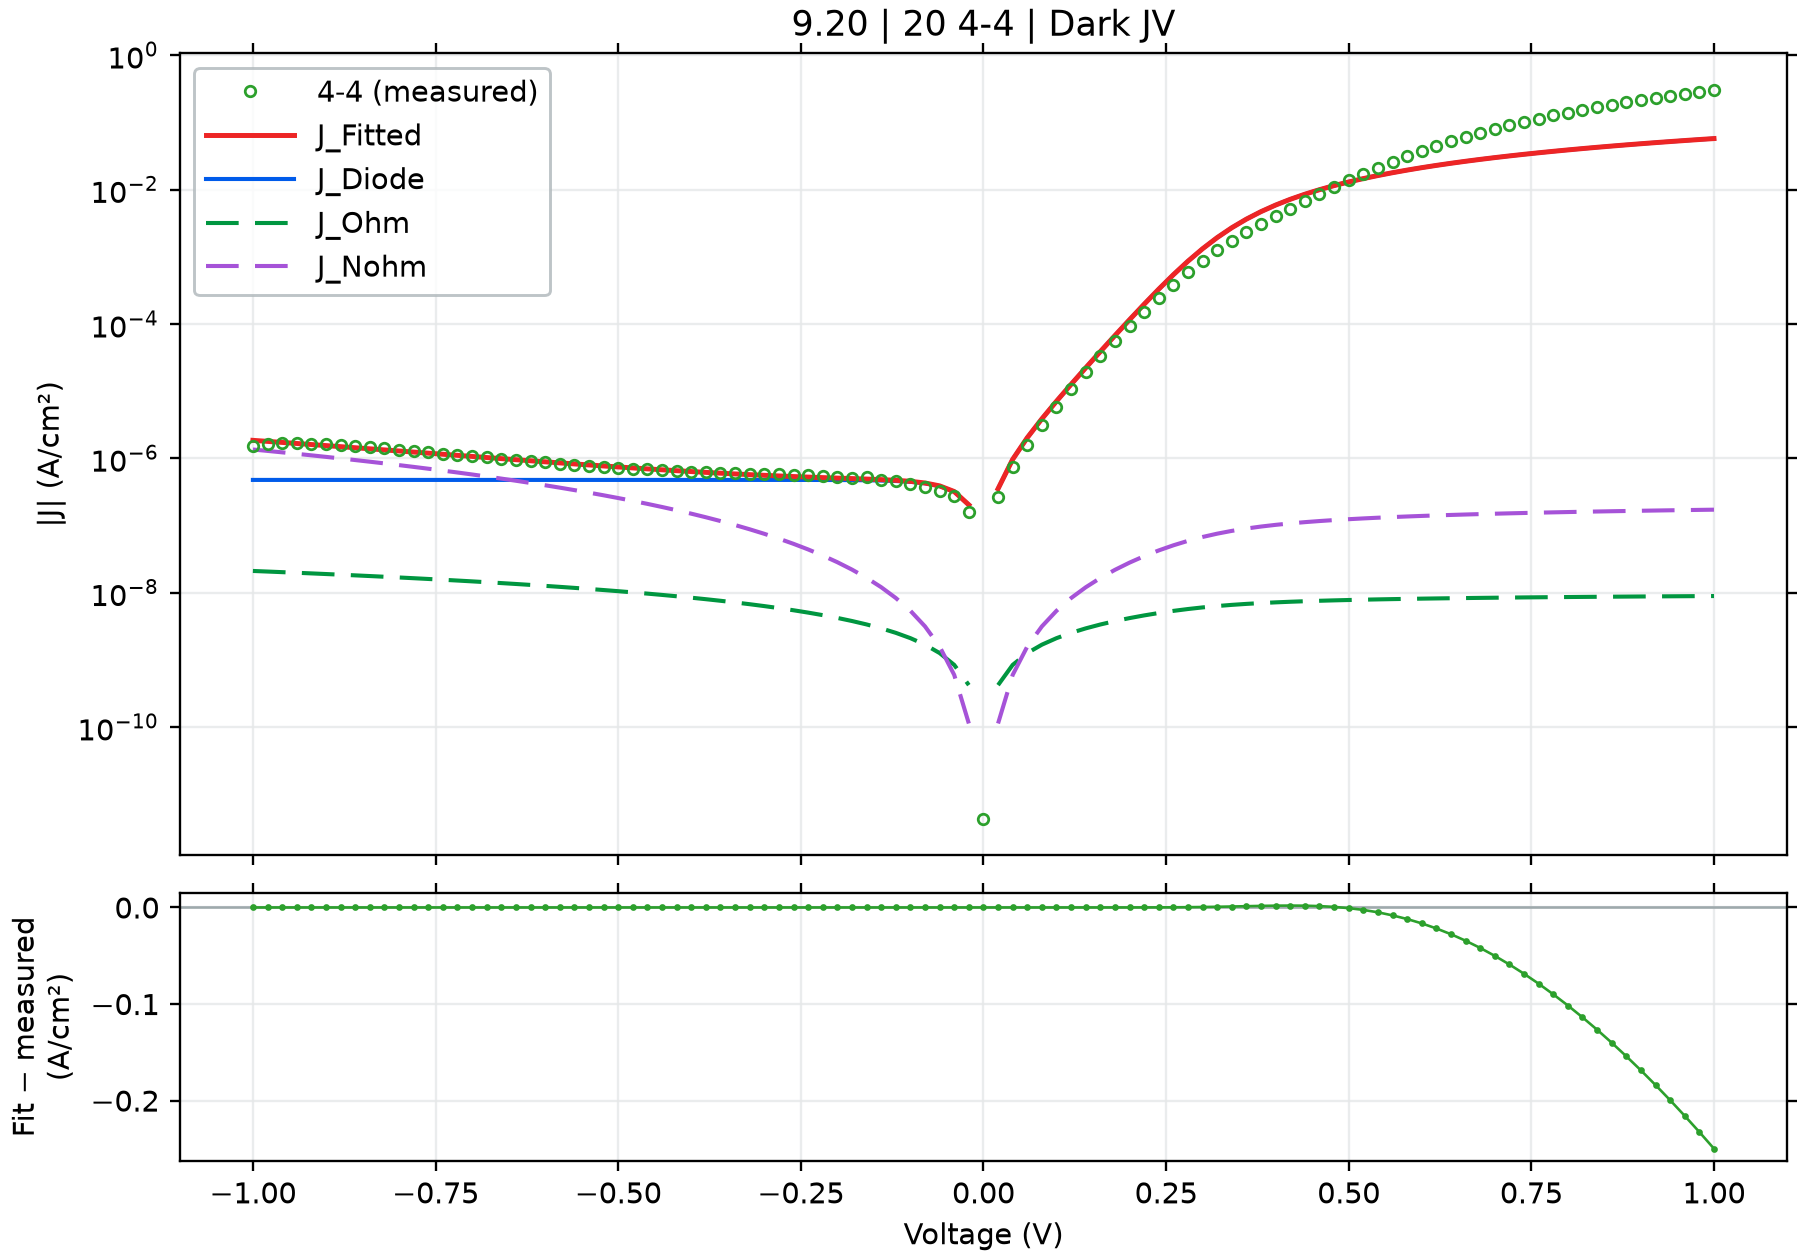 9.20 | 20 4-4 | Dark JV
4-4 (measured)
J_Fitted
J_Diode
J_Ohm
J_Nohm
|J| (A/cm²)
10⁰
10⁻²
10⁻⁴
10⁻⁶
10⁻⁸
10⁻¹⁰
Fit − measured
(A/cm²)
0.0
−0.1
−0.2
−1.00 −0.75 −0.50 −0.25 0.00 0.25 0.50 0.75 1.00
Voltage (V)